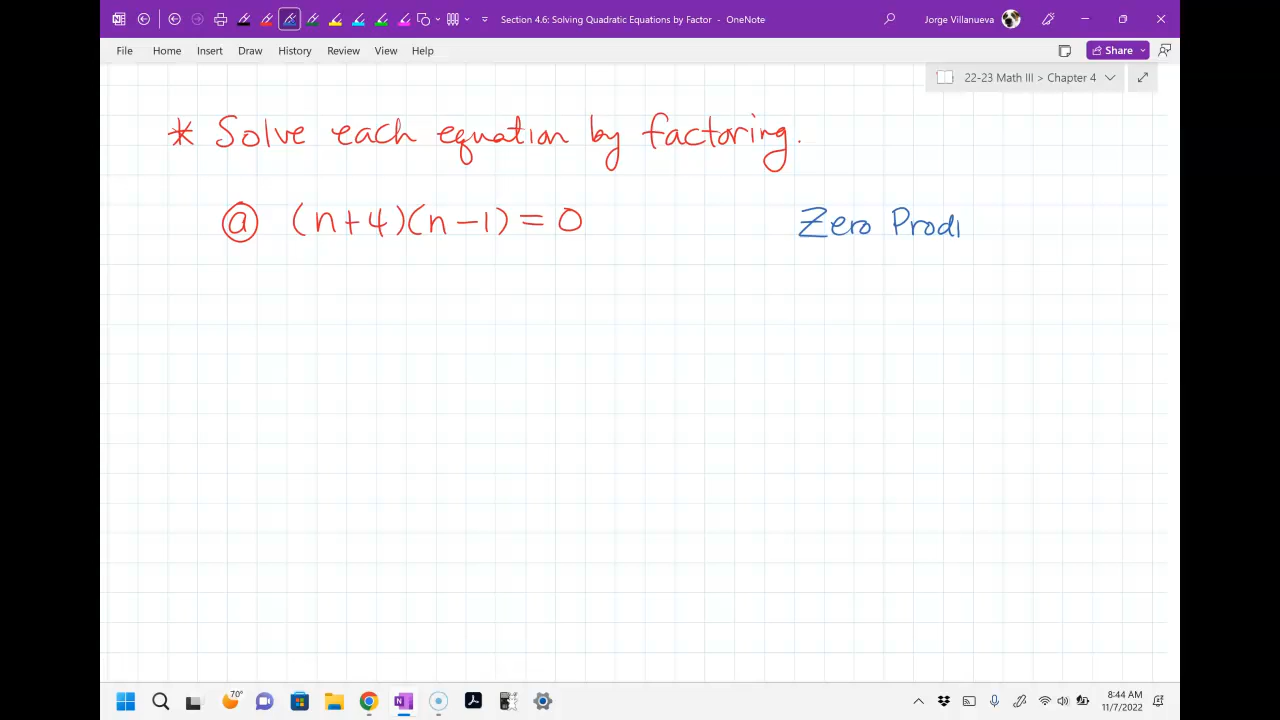 Section 4.6: Solving Quadratic Equations by Factor - OneNote
Jorge Villanueva
File Home Insert Draw History Review View Help
Share
22-23 Math III > Chapter 4
* Solve each equation by factoring.
ⓐ (n+4)(n-1)=0
Zero Prod
70°
8:44 AM
11/7/2022